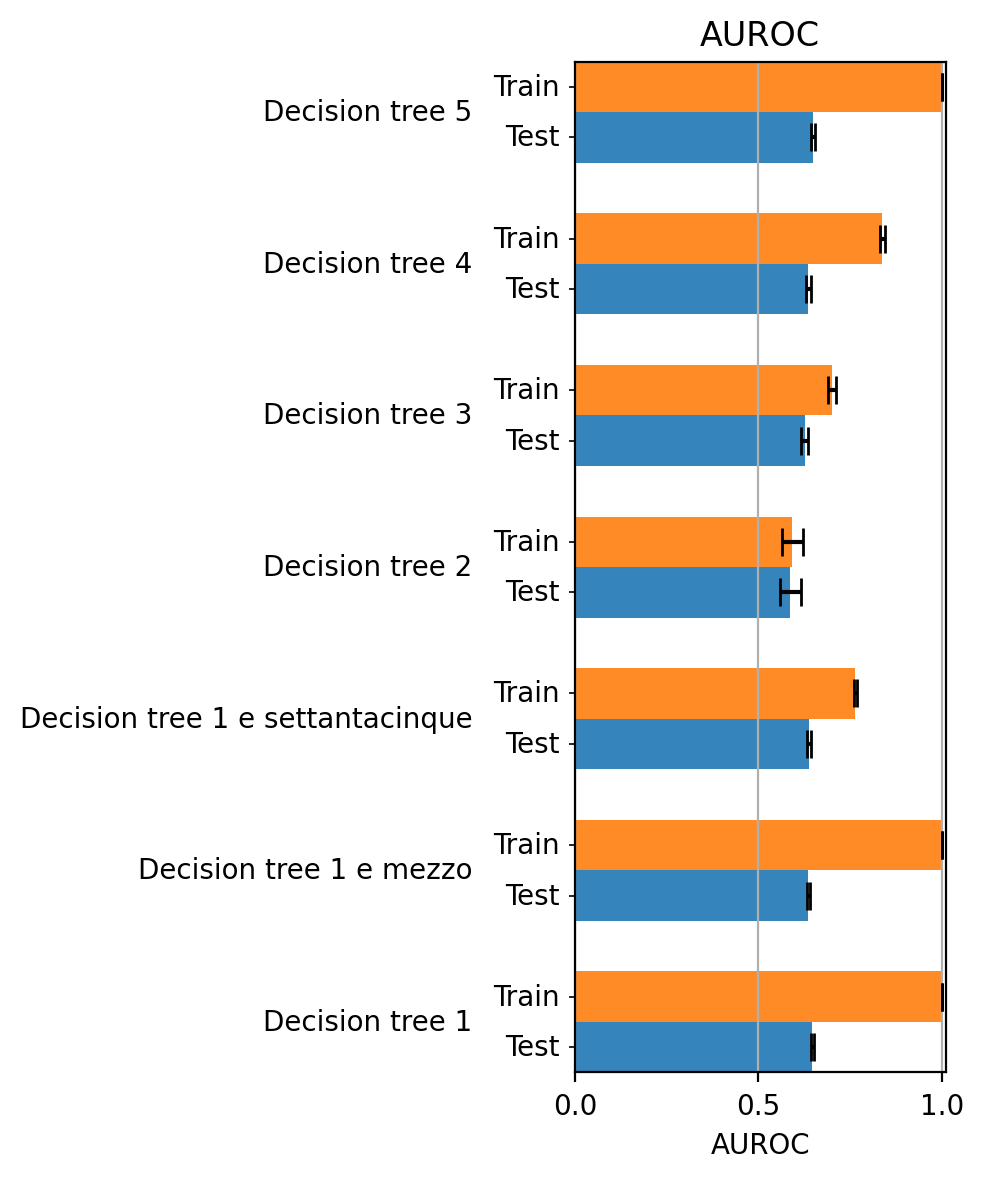 AUROC
Decision tree 5
Train
Test
Decision tree 4
Train
Test
Decision tree 3
Train
Test
Decision tree 2
Train
Test
Decision tree 1 e settantacinque
Train
Test
Decision tree 1 e mezzo
Train
Test
Decision tree 1
Train
Test
0.0 0.5 1.0
AUROC